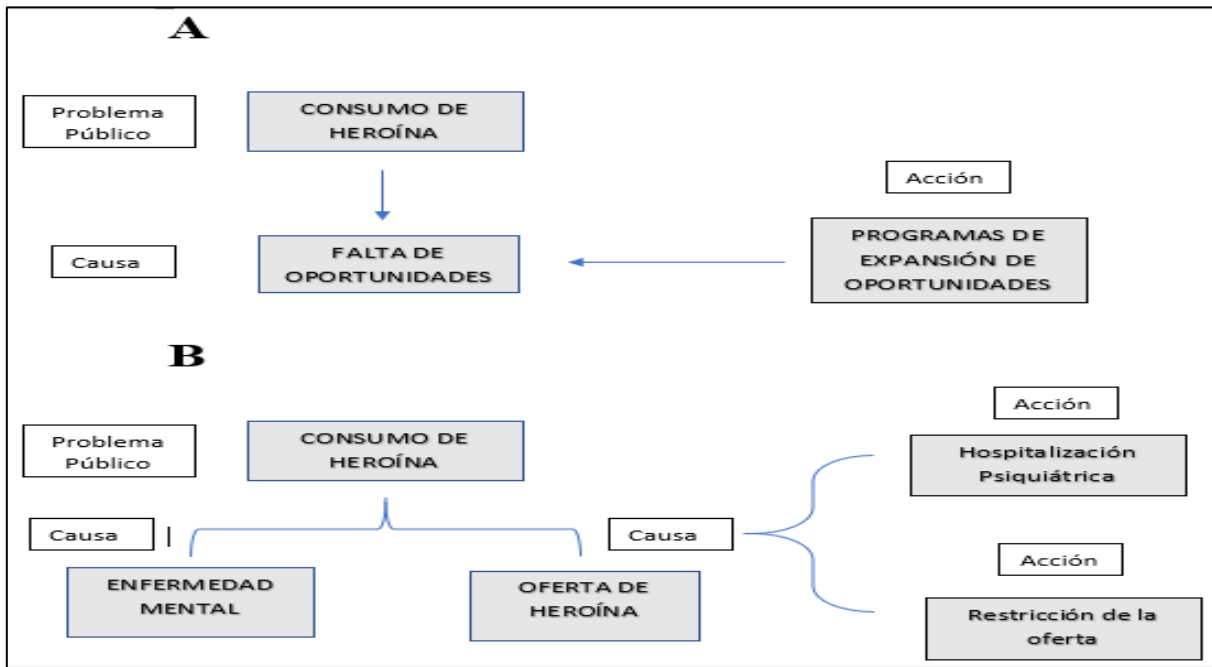 A
Problema
Público
CONSUMO DE
HEROÍNA
Acción
Causa
FALTA DE
OPORTUNIDADES
PROGRAMAS DE
EXPANSIÓN DE
OPORTUNIDADES
B
Problema
Público
CONSUMO DE
HEROÍNA
Acción
Hospitalización
Psiquiátrica
Causa
Causa
ENFERMEDAD
MENTAL
OFERTA DE
HEROÍNA
Acción
Restricción de la
oferta